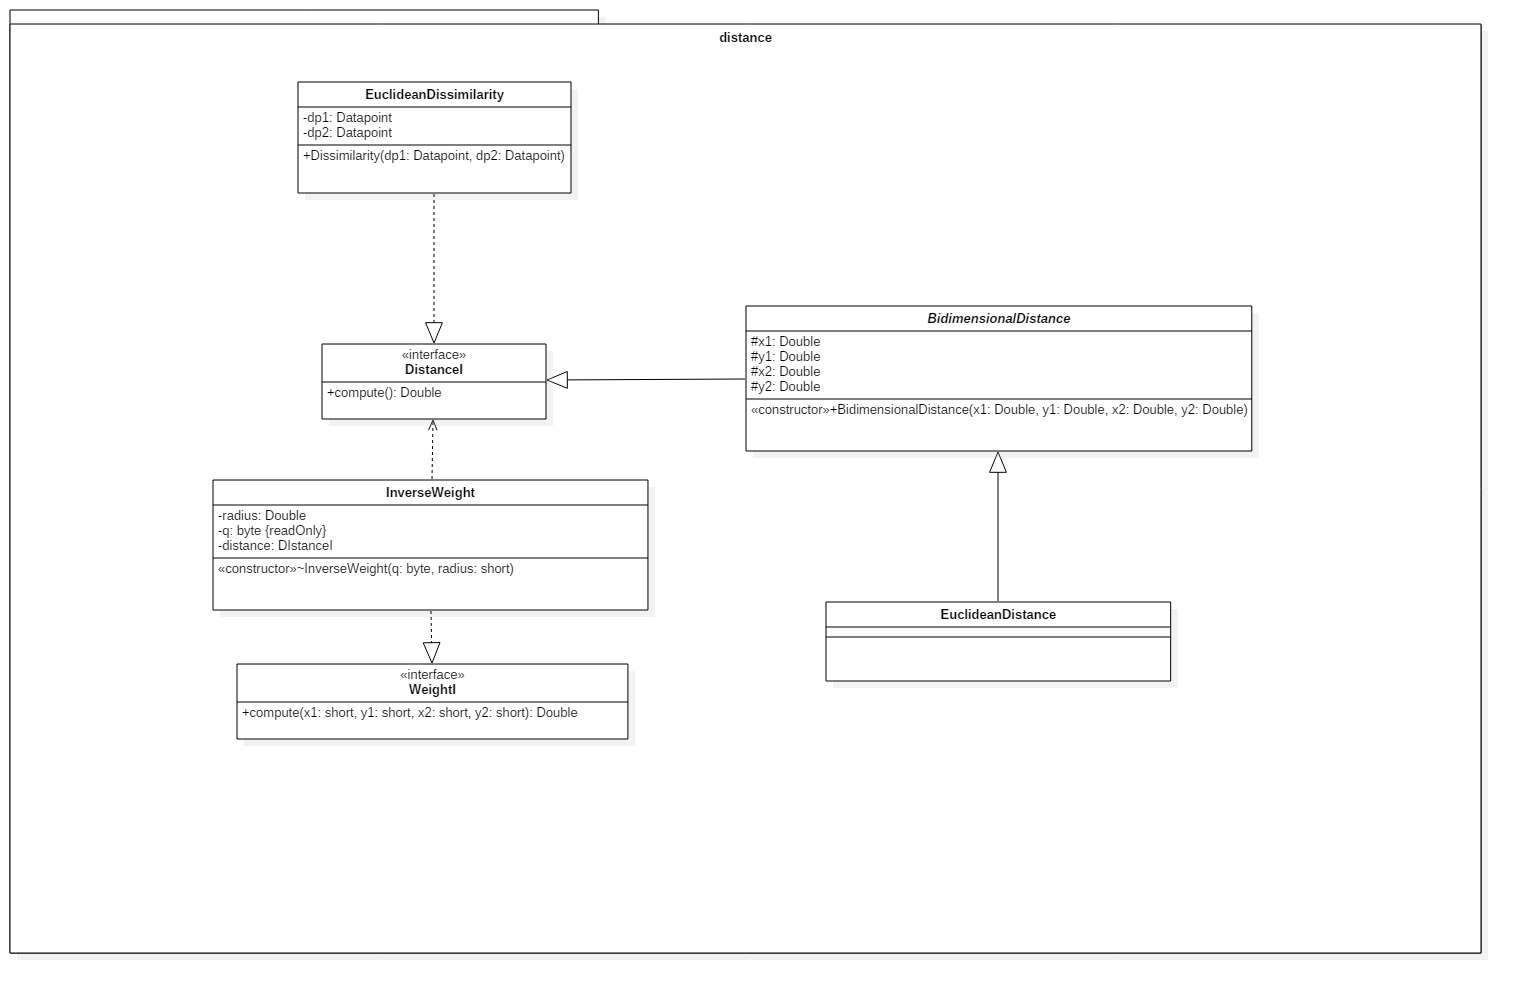 distance
EuclideanDissimilarity
-dp1: Datapoint
-dp2: Datapoint
+Dissimilarity(dp1: Datapoint, dp2: Datapoint)
«interface»
DistanceI
+compute(): Double
BidimensionalDistance
#x1: Double
#y1: Double
#x2: Double
#y2: Double
«constructor»+BidimensionalDistance(x1: Double, y1: Double, x2: Double, y2: Double)
InverseWeight
-radius: Double
-q: byte {readOnly}
-distance: DIstanceI
«constructor»~InverseWeight(q: byte, radius: short)
EuclideanDistance
«interface»
WeightI
+compute(x1: short, y1: short, x2: short, y2: short): Double